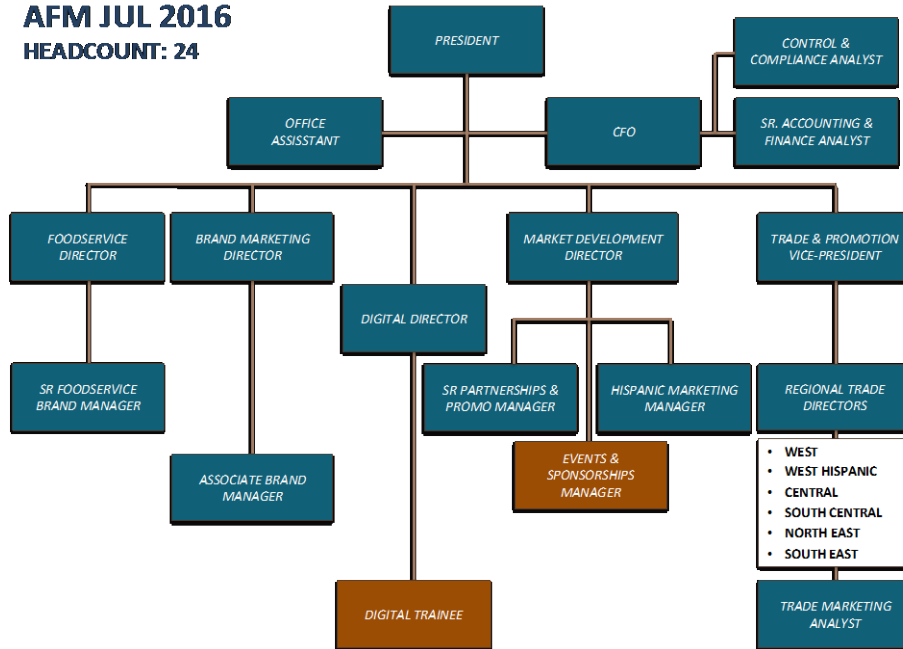 AFM JUL 2016
HEADCOUNT: 24
PRESIDENT
CONTROL &
COMPLIANCE ANALYST
OFFICE
ASSISSTANT
CFO
SR. ACCOUNTING &
FINANCE ANALYST
FOODSERVICE
DIRECTOR
BRAND MARKETING
DIRECTOR
MARKET DEVELOPMENT
DIRECTOR
TRADE & PROMOTION
VICE-PRESIDENT
DIGITAL DIRECTOR
SR FOODSERVICE
BRAND MANAGER
SR PARTNERSHIPS &
PROMO MANAGER
HISPANIC MARKETING
MANAGER
REGIONAL TRADE
DIRECTORS
ASSOCIATE BRAND
MANAGER
EVENTS &
SPONSORSHIPS
MANAGER
• WEST
• WEST HISPANIC
• CENTRAL
• SOUTH CENTRAL
• NORTH EAST
• SOUTH EAST
DIGITAL TRAINEE
TRADE MARKETING
ANALYST